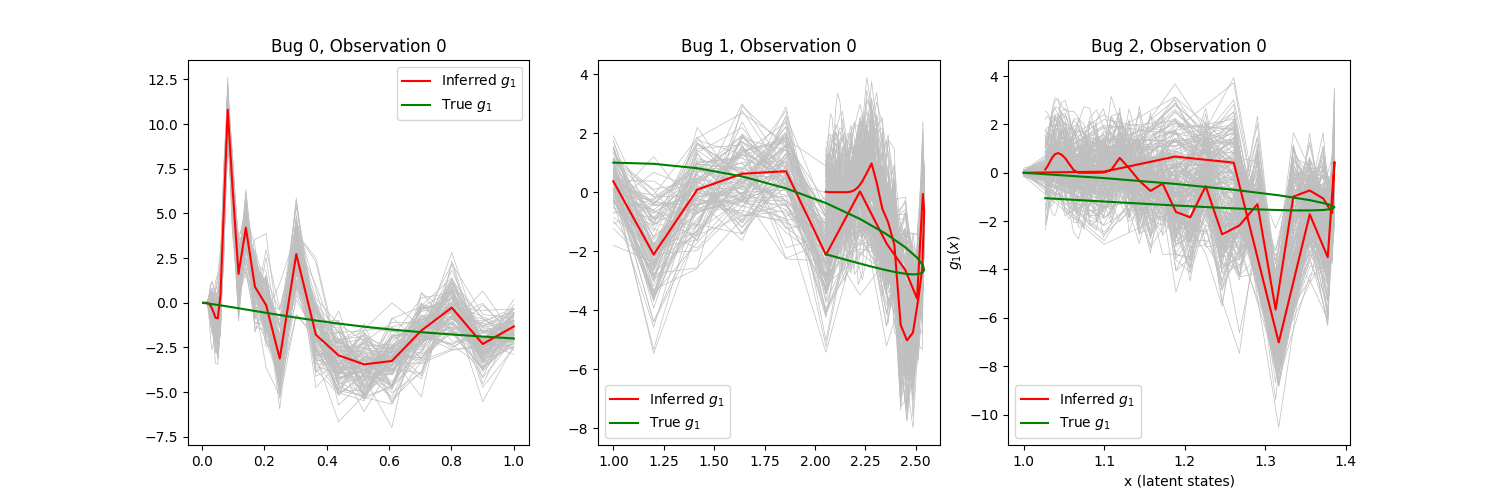 Bug 0, Observation 0
12.5
10.0
7.5
5.0
2.5
0.0
−2.5
−5.0
−7.5
0.0 0.2 0.4 0.6 0.8 1.0
Inferred g₁
True g₁
Bug 1, Observation 0
4
2
0
−2
−4
−6
−8
1.00 1.25 1.50 1.75 2.00 2.25 2.50
Inferred g₁
True g₁
Bug 2, Observation 0
g₁(x)
4
2
0
−2
−4
−6
−8
−10
1.0 1.1 1.2 1.3 1.4
x (latent states)
Inferred g₁
True g₁